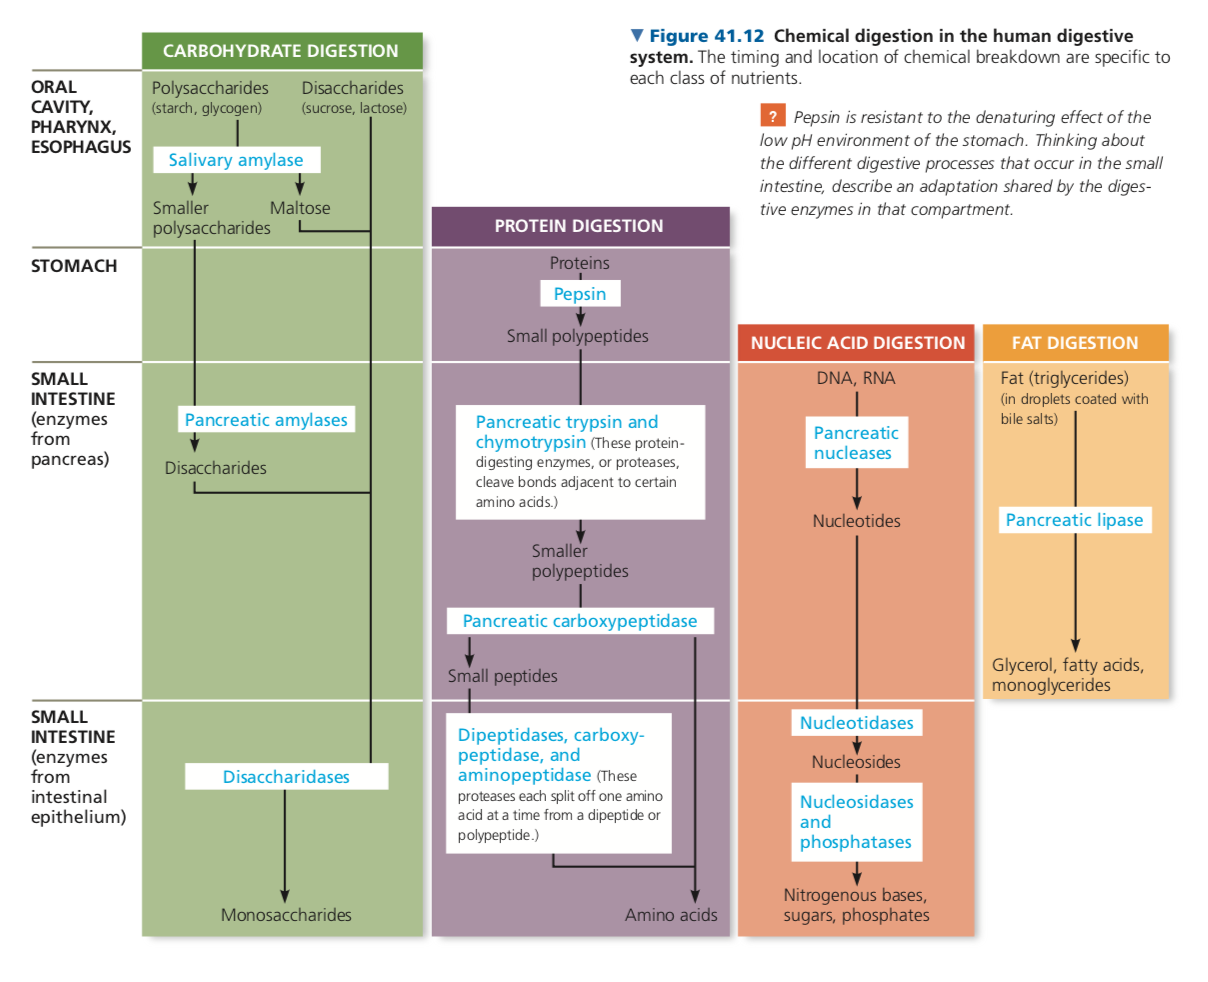 ▼ Figure 41.12 Chemical digestion in the human digestive
system. The timing and location of chemical breakdown are specific to
each class of nutrients.
? Pepsin is resistant to the denaturing effect of the
low pH environment of the stomach. Thinking about
the different digestive processes that occur in the small
intestine, describe an adaptation shared by the diges-
tive enzymes in that compartment.
CARBOHYDRATE DIGESTION
ORAL
CAVITY,
PHARYNX,
ESOPHAGUS
Polysaccharides
(starch, glycogen)
Disaccharides
(sucrose, lactose)
Salivary amylase
Smaller
polysaccharides
Maltose
STOMACH
PROTEIN DIGESTION
Proteins
Pepsin
Small polypeptides
NUCLEIC ACID DIGESTION
FAT DIGESTION
SMALL
INTESTINE
(enzymes
from
pancreas)
Pancreatic amylases
Disaccharides
Pancreatic trypsin and
chymotrypsin (These protein-
digesting enzymes, or proteases,
cleave bonds adjacent to certain
amino acids.)
Smaller
polypeptides
Pancreatic carboxypeptidase
Small peptides
DNA, RNA
Pancreatic
nucleases
Nucleotides
Fat (triglycerides)
(in droplets coated with
bile salts)
Pancreatic lipase
Glycerol, fatty acids,
monoglycerides
SMALL
INTESTINE
(enzymes
from
intestinal
epithelium)
Disaccharidases
Monosaccharides
Dipeptidases, carboxy-
peptidase, and
aminopeptidase (These
proteases each split off one amino
acid at a time from a dipeptide or
polypeptide.)
Amino acids
Nucleotidases
Nucleosides
Nucleosidases
and
phosphatases
Nitrogenous bases,
sugars, phosphates